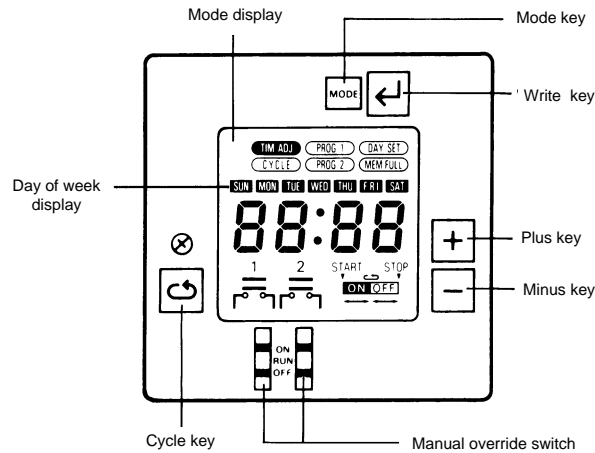 Mode display
Mode key
MODE
Write key
TIM ADJ PROG 1 DAY SET
CYCLE PROG 2 MEM FULL
Day of week
display
SUN MON TUE WED THU FRI SAT
88:88
Plus key
1 2 START STOP
ON OFF
Minus key
ON
RUN
OFF
Cycle key
Manual override switch